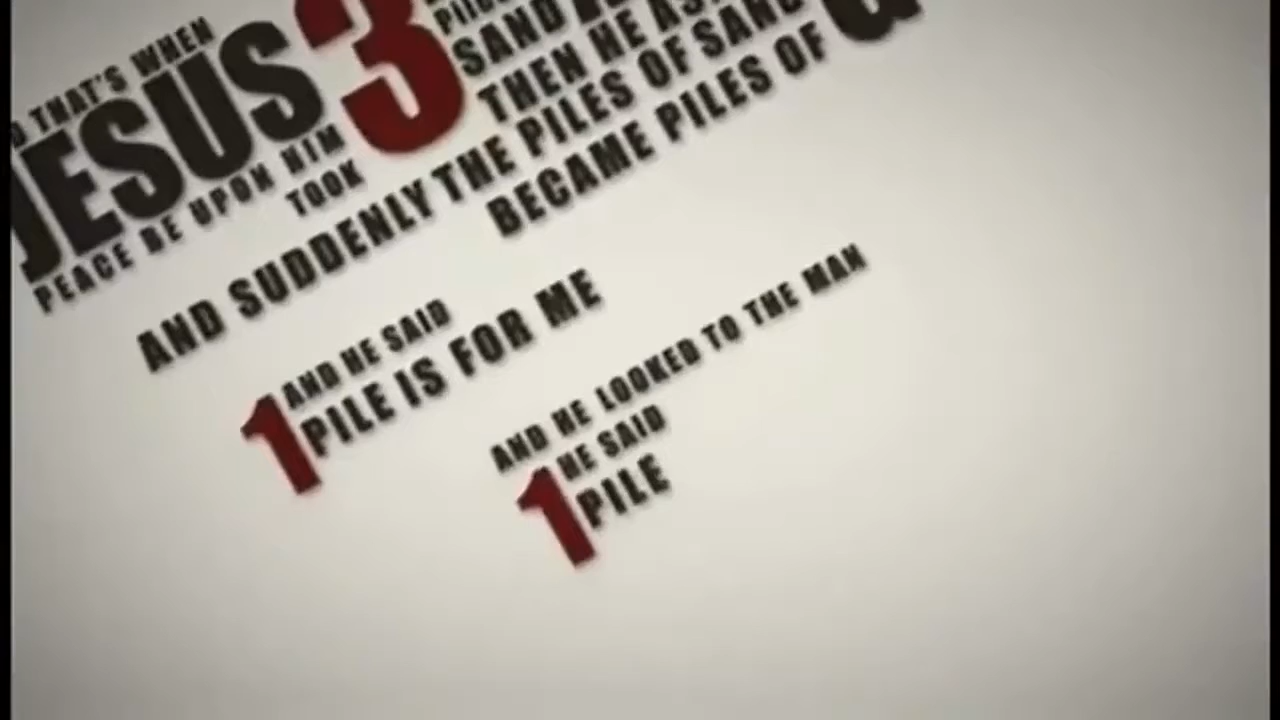 THAT'S WHEN
JESUS
PEACE BE UPON HIM
TOOK
3
SAND
THEN HE
AND SUDDENLY THE PILES OF SAND
BECAME PILES OF
AND HE SAID
1 PILE IS FOR ME
AND HE LOOKED TO THE MAN
HE SAID
1 PILE